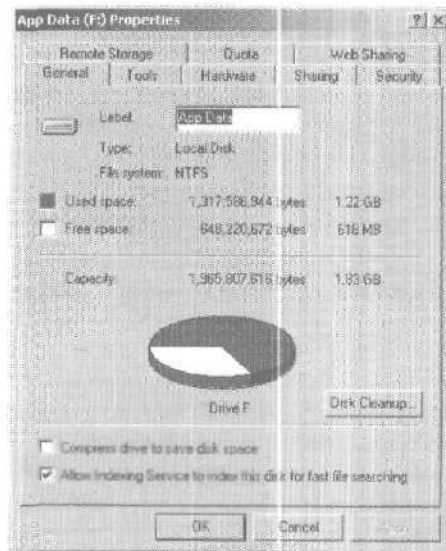 App Data (F:) Properties
Remote Storage Quota Web Sharing
General Tools Hardware Sharing Security
Label: App Data
Type: Local Disk
File system: NTFS
Used space: 1,317,586,944 bytes 1.22 GB
Free space: 648,220,672 bytes 618 MB
Capacity: 1,965,807,616 bytes 1.83 GB
Drive F
Disk Cleanup...
Compress drive to save disk space
Allow Indexing Service to index this disk for fast file searching
OK Cancel